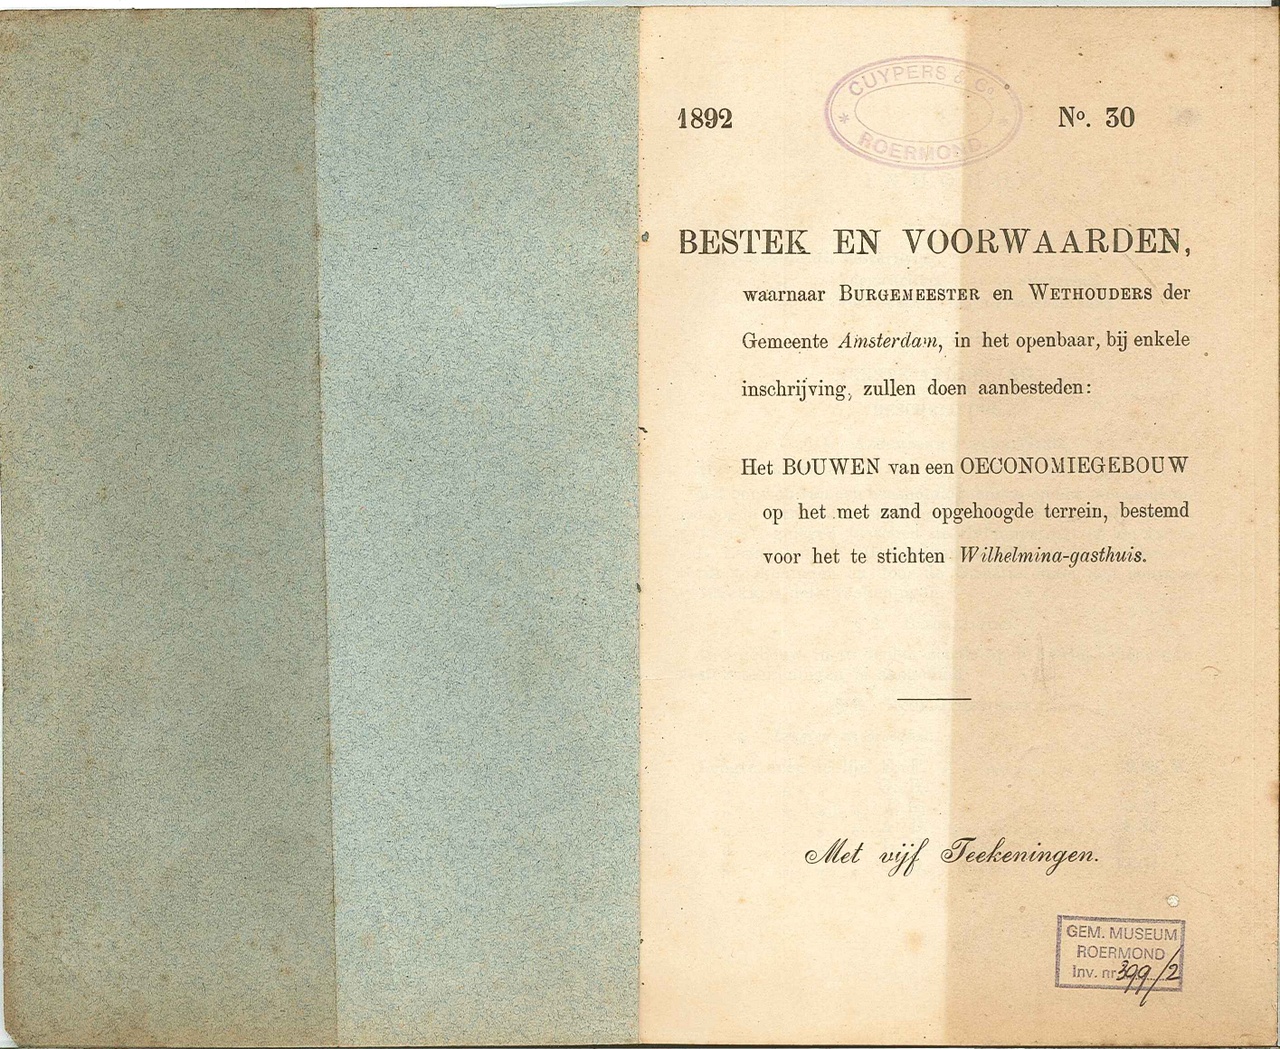 CUYPERS & Co
* *
ROERMOND.
1892 No. 30
BESTEK EN VOORWAARDEN,
waarnaar BURGEMEESTER en WETHOUDERS der
Gemeente Amsterdam, in het openbaar, bij enkele
inschrijving, zullen doen aanbesteden:
Het BOUWEN van een OECONOMIEGEBOUW
op het met zand opgehoogde terrein, bestemd
voor het te stichten Wilhelmina-gasthuis.
Met vijf Teekeningen.
GEM. MUSEUM
ROERMOND
Inv. nr 399/2